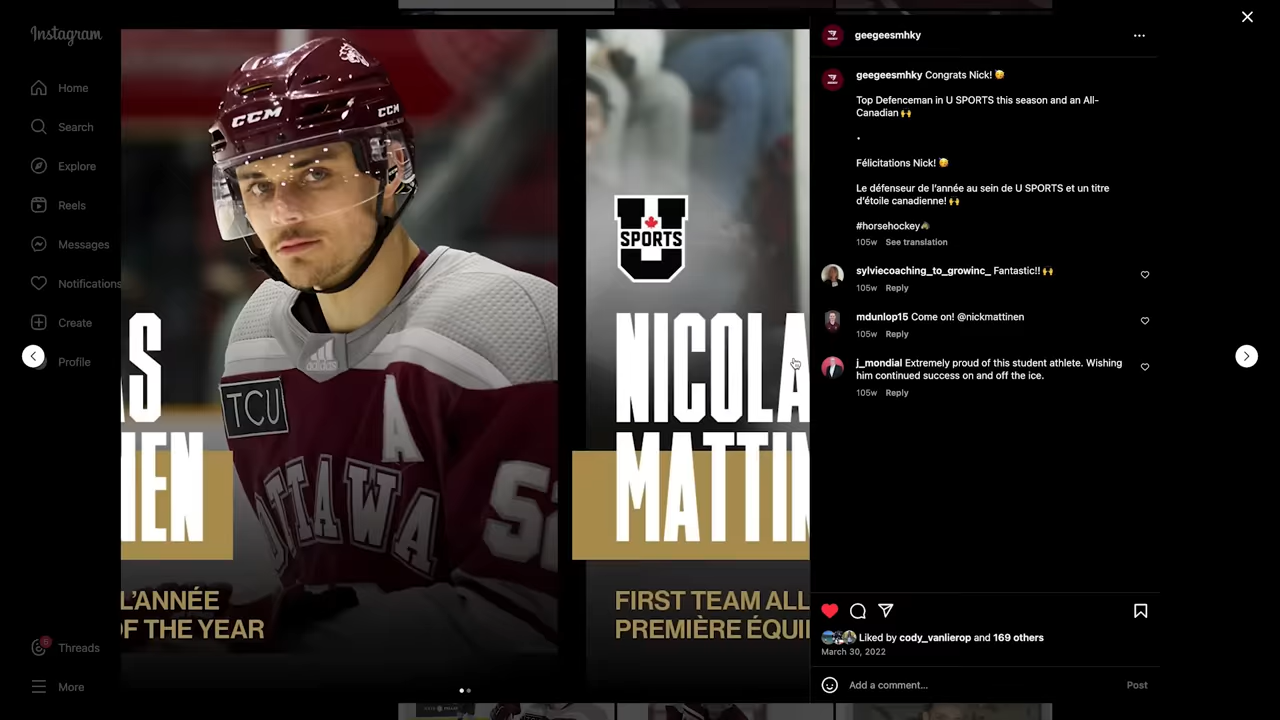 Instagram
Home
Search
Explore
Reels
Messages
Notifications
Create
Profile
5
Threads
More
CCM
CCM
TCU
A
OTTAWA
52
AS
NEN
L'ANNÉE
OF THE YEAR
U
SPORTS
NICOLA
MATTIN
FIRST TEAM ALL
PREMIÈRE ÉQUI
geegeesmhky
geegeesmhky Congrats Nick! 🥳
Top Defenceman in U SPORTS this season and an All-
Canadian 🙌
•
Félicitations Nick! 🥳
Le défenseur de l'année au sein de U SPORTS et un titre
d'étoile canadienne! 🙌
#horsehockey🐴
105w See translation
sylviecoaching_to_growinc_ Fantastic!! 🙌
105w Reply
mdunlop15 Come on! @nickmattinen
105w Reply
j_mondial Extremely proud of this student athlete. Wishing
him continued success on and off the ice.
105w Reply
Liked by cody_vanlierop and 169 others
March 30, 2022
Add a comment...
Post